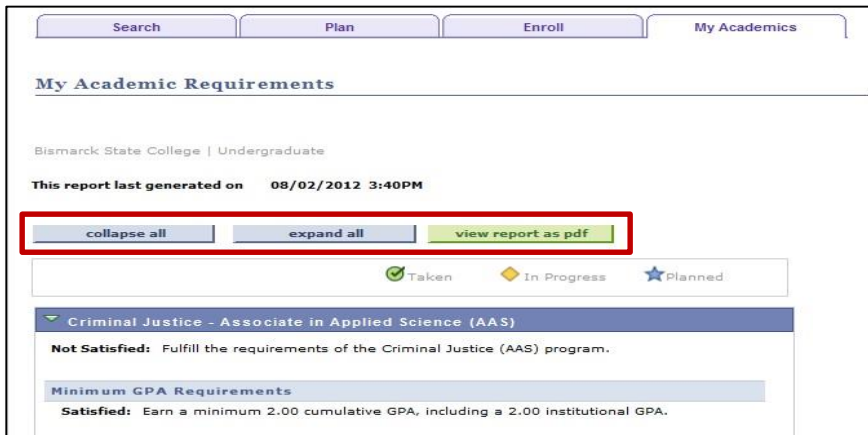 Search Plan Enroll My Academics
My Academic Requirements
Bismarck State College | Undergraduate
This report last generated on 08/02/2012 3:40PM
collapse all expand all view report as pdf
Taken In Progress Planned
Criminal Justice - Associate in Applied Science (AAS)
Not Satisfied: Fulfill the requirements of the Criminal Justice (AAS) program.
Minimum GPA Requirements
Satisfied: Earn a minimum 2.00 cumulative GPA, including a 2.00 institutional GPA.